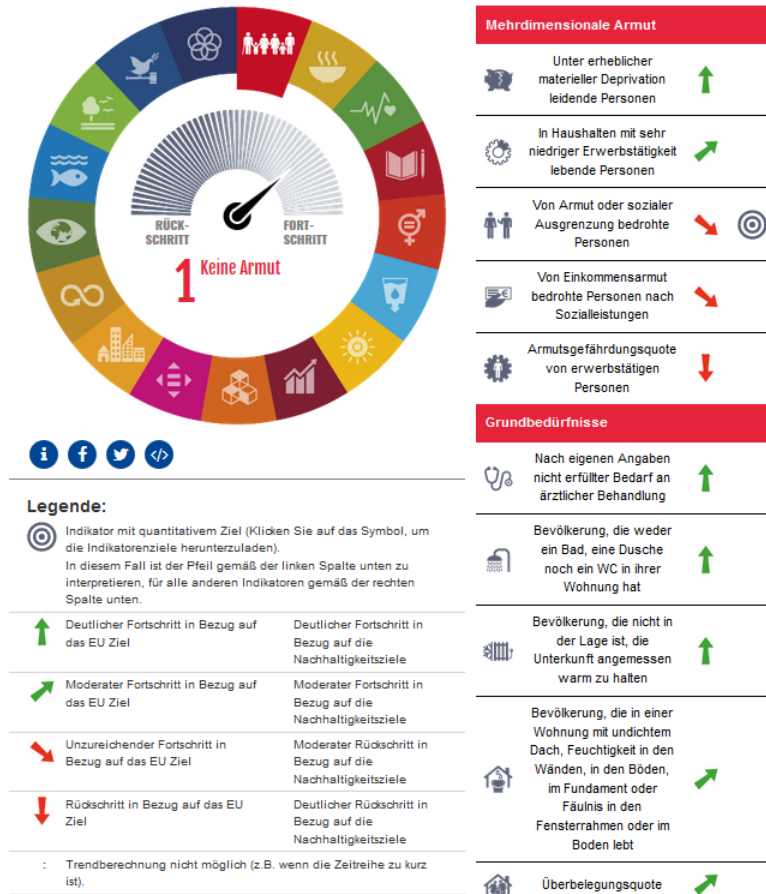 RÜCK-
SCHRITT
FORT-
SCHRITT
1 Keine Armut
Legende:
Indikator mit quantitativem Ziel (Klicken Sie auf das Symbol, um
die Indikatorenziele herunterzuladen).
In diesem Fall ist der Pfeil gemäß der linken Spalte unten zu
interpretieren, für alle anderen Indikatoren gemäß der rechten
Spalte unten.
Deutlicher Fortschritt in Bezug auf
das EU Ziel
Deutlicher Fortschritt in
Bezug auf die
Nachhaltigkeitsziele
Moderater Fortschritt in Bezug auf
das EU Ziel
Moderater Fortschritt in
Bezug auf die
Nachhaltigkeitsziele
Unzureichender Fortschritt in
Bezug auf das EU Ziel
Moderater Rückschritt in
Bezug auf die
Nachhaltigkeitsziele
Rückschritt in Bezug auf das EU
Ziel
Deutlicher Rückschritt in
Bezug auf die
Nachhaltigkeitsziele
: Trendberechnung nicht möglich (z.B. wenn die Zeitreihe zu kurz
ist).
Mehrdimensionale Armut
Unter erheblicher
materieller Deprivation
leidende Personen
In Haushalten mit sehr
niedriger Erwerbstätigkeit
lebende Personen
Von Armut oder sozialer
Ausgrenzung bedrohte
Personen
Von Einkommensarmut
bedrohte Personen nach
Sozialleistungen
Armutsgefährdungsquote
von erwerbstätigen
Personen
Grundbedürfnisse
Nach eigenen Angaben
nicht erfüllter Bedarf an
ärztlicher Behandlung
Bevölkerung, die weder
ein Bad, eine Dusche
noch ein WC in ihrer
Wohnung hat
Bevölkerung, die nicht in
der Lage ist, die
Unterkunft angemessen
warm zu halten
Bevölkerung, die in einer
Wohnung mit undichtem
Dach, Feuchtigkeit in den
Wänden, in den Böden,
im Fundament oder
Fäulnis in den
Fensterrahmen oder im
Boden lebt
Überbelegungsquote